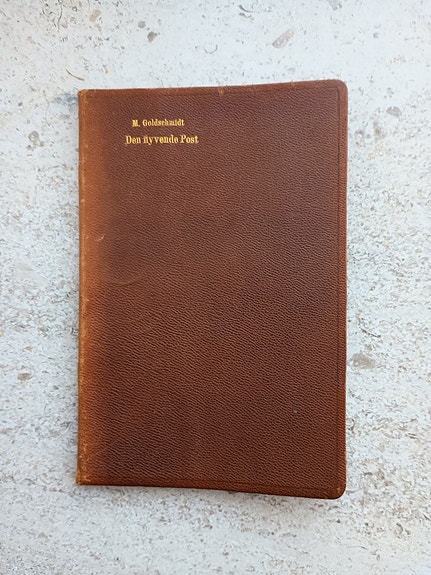 M. Goldschmidt
Den flyvende Post